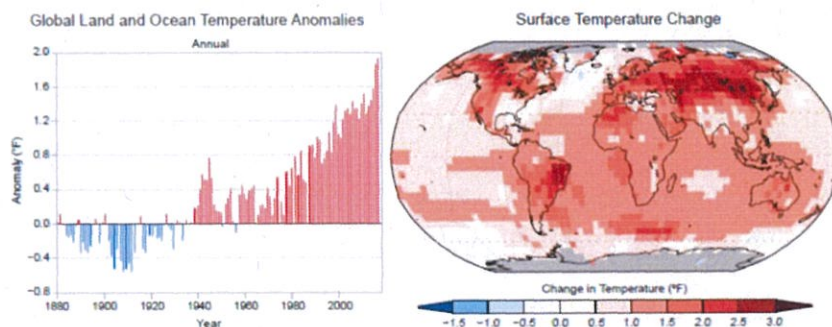 Global Land and Ocean Temperature Anomalies
Annual
2.0
1.6
1.2
0.8
0.4
0.0
−0.4
−0.8
Anomaly (°F)
1880 1900 1920 1940 1960 1980 2000
Year
Surface Temperature Change
Change in Temperature (°F)
−1.5 −1.0 −0.5 0.0 0.5 1.0 1.5 2.0 2.5 3.0